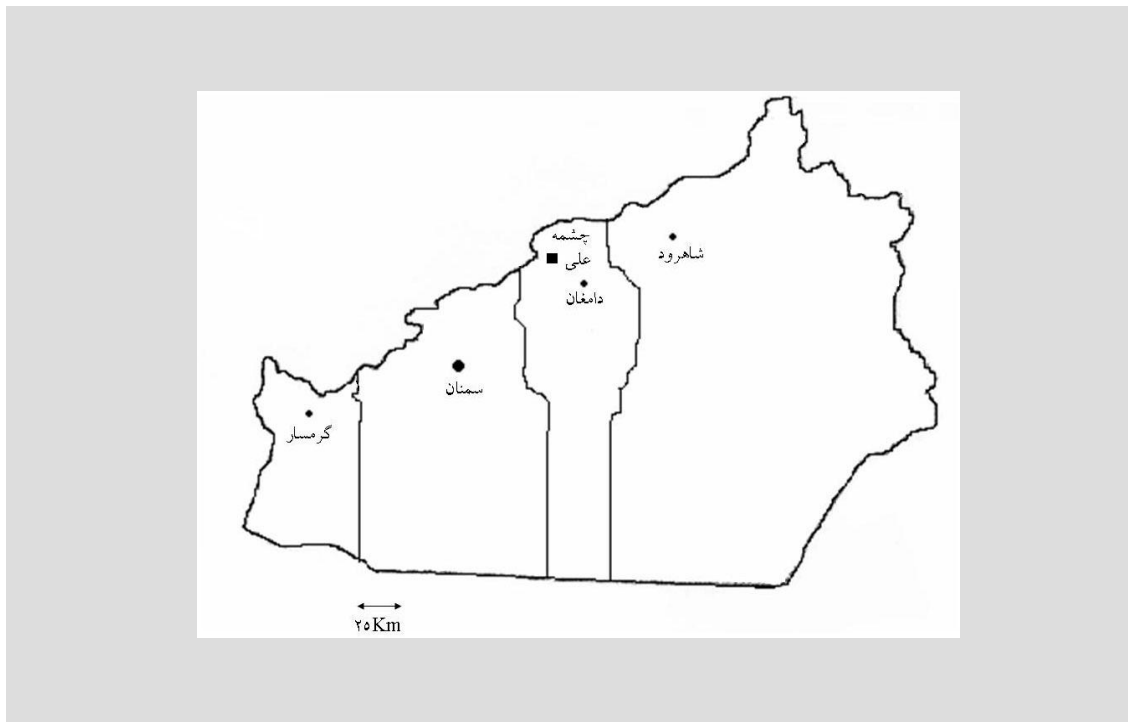 چشمه
علی
شاهرود
دامغان
سمنان
گرمسار
۲۵Km